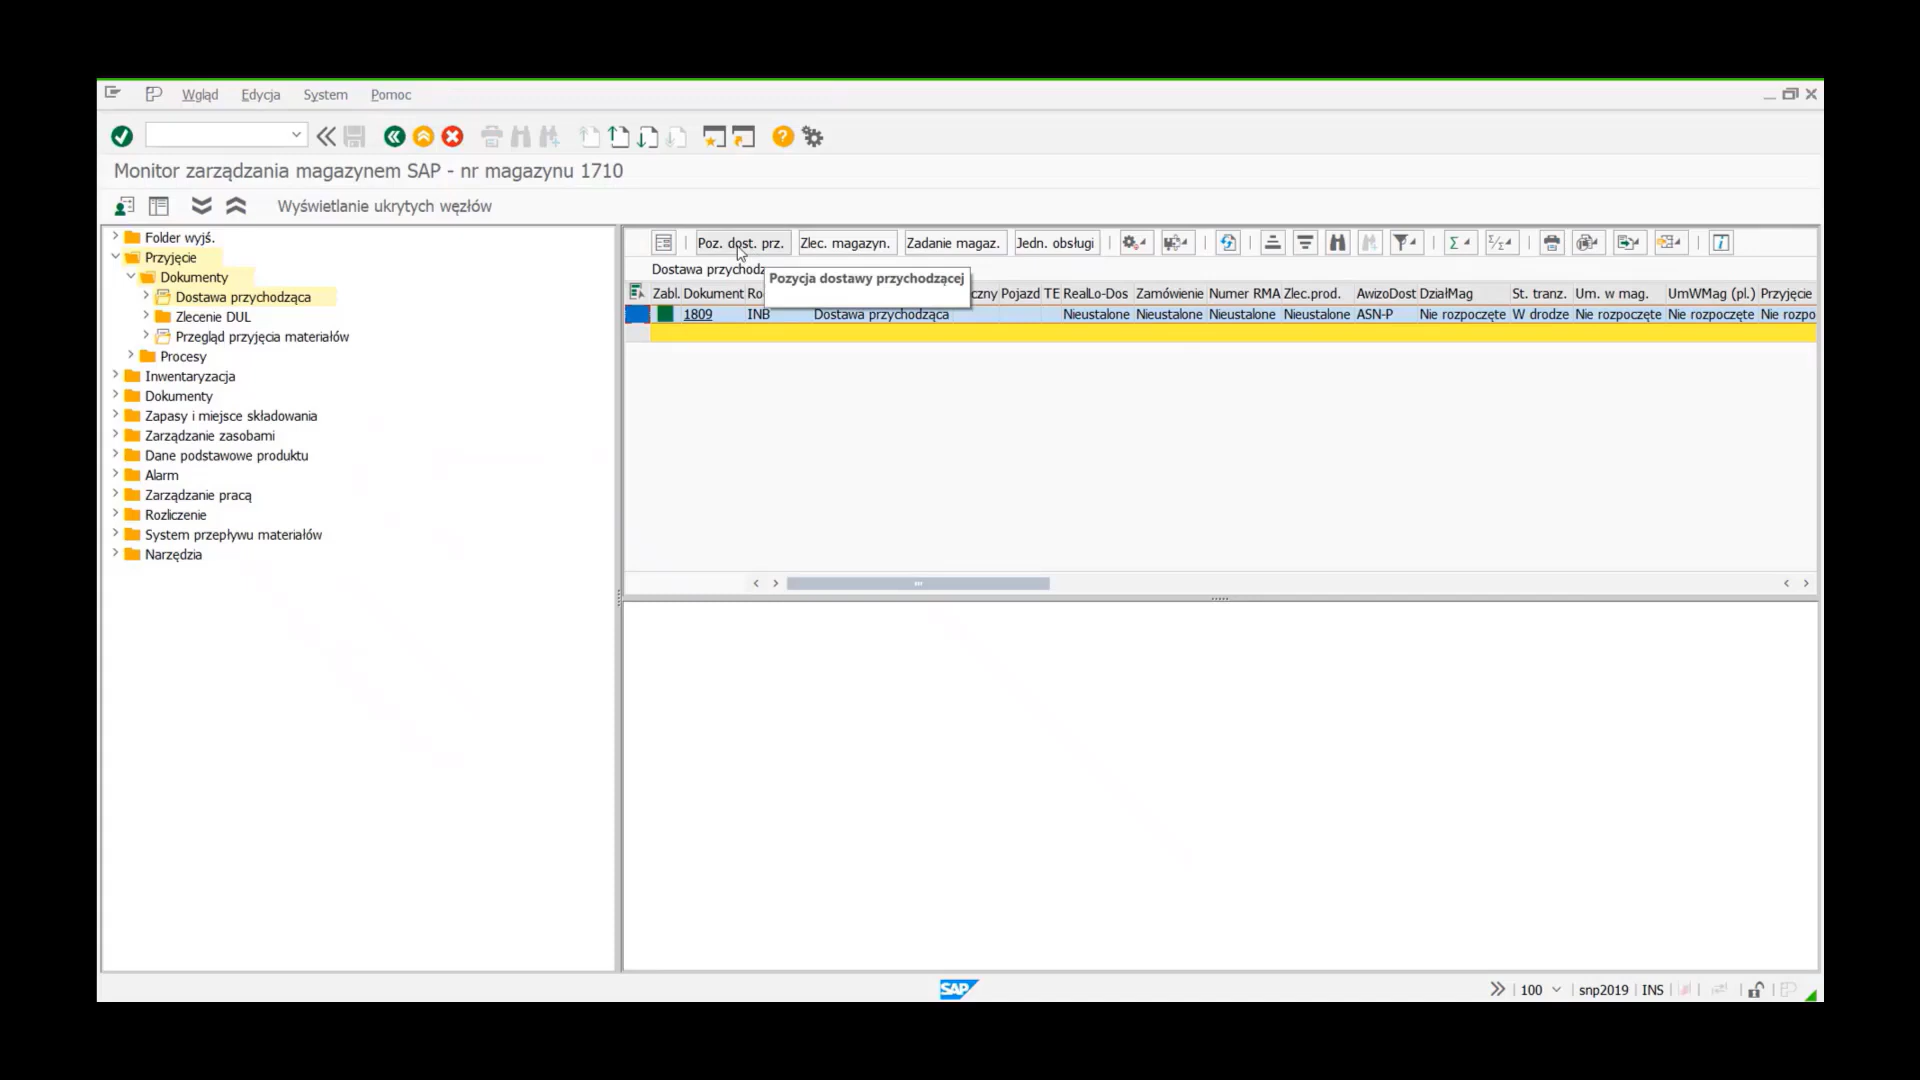 Wgląd Edycja System Pomoc
Monitor zarządzania magazynem SAP - nr magazynu 1710
Wyświetlanie ukrytych węzłów
Folder wyjś.
Przyjęcie
Dokumenty
Dostawa przychodząca
Zlecenie DUL
Przegląd przyjęcia materiałów
Procesy
Inwentaryzacja
Dokumenty
Zapasy i miejsce składowania
Zarządzanie zasobami
Dane podstawowe produktu
Alarm
Zarządzanie pracą
Rozliczenie
System przepływu materiałów
Narzędzia
Poz. dost. prz. Zlec. magazyn. Zadanie magaz. Jedn. obsługi
Dostawa przychodz
Pozycja dostawy przychodzącej
Zabl. Dokument Ro czny Pojazd TE RealLo-Dos Zamówienie Numer RMA Zlec.prod. AwizoDost DziałMag St. tranz. Um. w mag. UmWMag (pl.) Przyjęcie
1809 INB Dostawa przychodząca Nieustalone Nieustalone Nieustalone Nieustalone ASN-P Nie rozpoczęte W drodze Nie rozpoczęte Nie rozpoczęte Nie rozpo
SAP 100 snp2019 INS